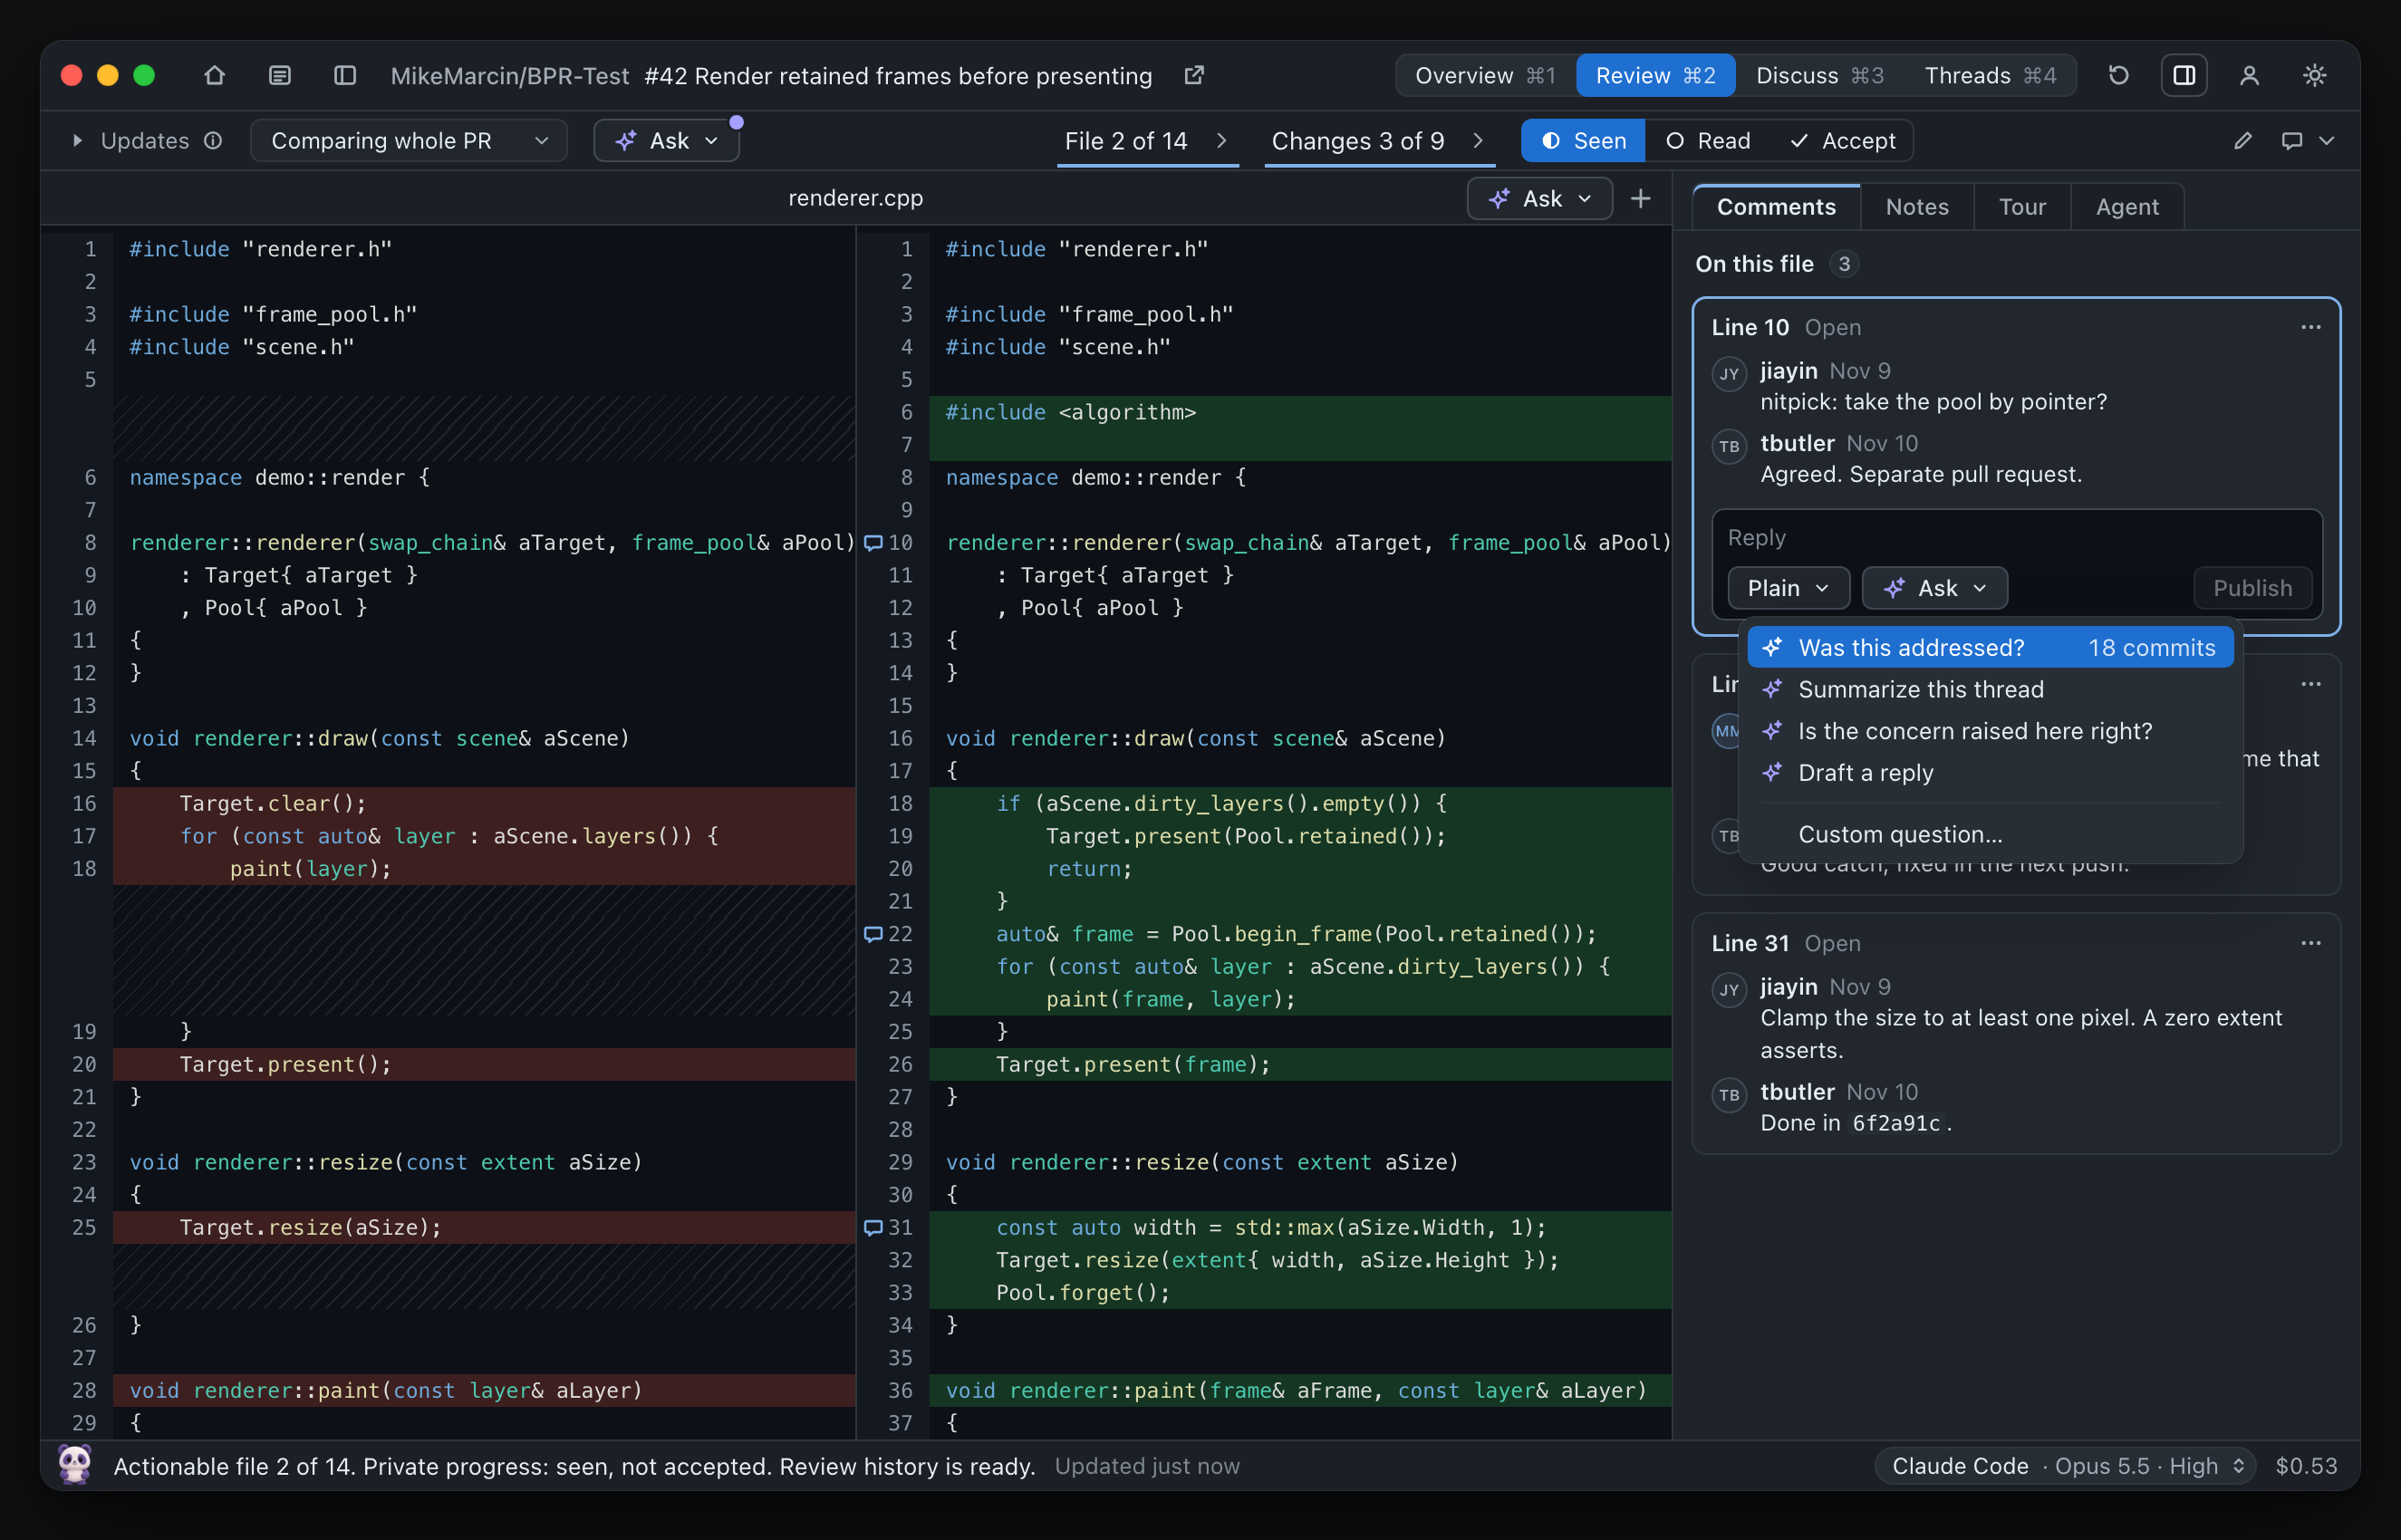 MikeMarcin/BPR-Test #42 Render retained frames before presenting
Overview ⌘1 Review ⌘2 Discuss ⌘3 Threads ⌘4
Updates Comparing whole PR Ask File 2 of 14 Changes 3 of 9 Seen Read Accept
renderer.cpp Ask
1 #include "renderer.h"
2
3 #include "frame_pool.h"
4 #include "scene.h"
5
6 namespace demo::render {
7
8 renderer::renderer(swap_chain& aTarget, frame_pool& aPool)
9 : Target{ aTarget }
10 , Pool{ aPool }
11 {
12 }
13
14 void renderer::draw(const scene& aScene)
15 {
16 Target.clear();
17 for (const auto& layer : aScene.layers()) {
18 paint(layer);
19 }
20 Target.present();
21 }
22
23 void renderer::resize(const extent aSize)
24 {
25 Target.resize(aSize);
26 }
27
28 void renderer::paint(const layer& aLayer)
29 {
1 #include "renderer.h"
2
3 #include "frame_pool.h"
4 #include "scene.h"
5
6 #include <algorithm>
7
8 namespace demo::render {
9
10 renderer::renderer(swap_chain& aTarget, frame_pool& aPool)
11 : Target{ aTarget }
12 , Pool{ aPool }
13 {
14 }
15
16 void renderer::draw(const scene& aScene)
17 {
18 if (aScene.dirty_layers().empty()) {
19 Target.present(Pool.retained());
20 return;
21 }
22 auto& frame = Pool.begin_frame(Pool.retained());
23 for (const auto& layer : aScene.dirty_layers()) {
24 paint(frame, layer);
25 }
26 Target.present(frame);
27 }
28
29 void renderer::resize(const extent aSize)
30 {
31 const auto width = std::max(aSize.Width, 1);
32 Target.resize(extent{ width, aSize.Height });
33 Pool.forget();
34 }
35
36 void renderer::paint(frame& aFrame, const layer& aLayer)
37 {
Comments Notes Tour Agent
On this file 3
Line 10 Open
JY jiayin Nov 9
nitpick: take the pool by pointer?
TB tbutler Nov 10
Agreed. Separate pull request.
Reply
Plain Ask Publish
Was this addressed? 18 commits
Summarize this thread
Is the concern raised here right?
Draft a reply
Custom question...
MM
me that
TB
Good catch, fixed in the next push.
Line 31 Open
JY jiayin Nov 9
Clamp the size to at least one pixel. A zero extent
asserts.
TB tbutler Nov 10
Done in 6f2a91c.
Actionable file 2 of 14. Private progress: seen, not accepted. Review history is ready. Updated just now
Claude Code · Opus 5.5 · High $0.53